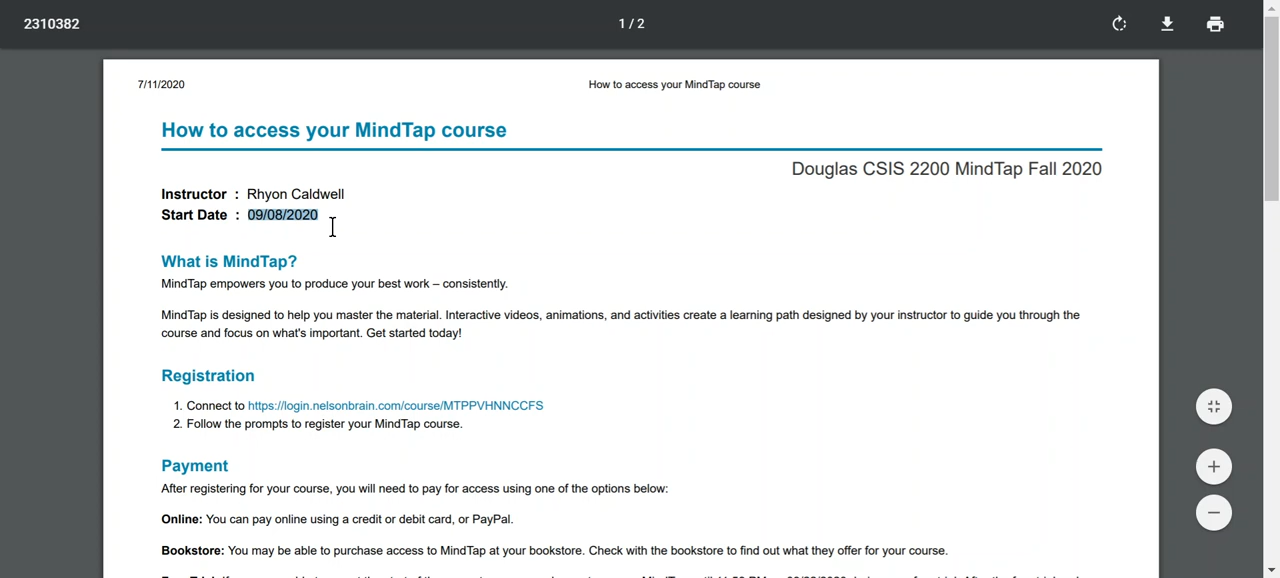 2310382
1 / 2
7/11/2020
How to access your MindTap course
How to access your MindTap course
Douglas CSIS 2200 MindTap Fall 2020
Instructor : Rhyon Caldwell
Start Date : 09/08/2020
What is MindTap?
MindTap empowers you to produce your best work – consistently.
MindTap is designed to help you master the material. Interactive videos, animations, and activities create a learning path designed by your instructor to guide you through the
course and focus on what's important. Get started today!
Registration
1. Connect to https://login.nelsonbrain.com/course/MTPPVHNNCCFS
2. Follow the prompts to register your MindTap course.
Payment
After registering for your course, you will need to pay for access using one of the options below:
Online: You can pay online using a credit or debit card, or PayPal.
Bookstore: You may be able to purchase access to MindTap at your bookstore. Check with the bookstore to find out what they offer for your course.